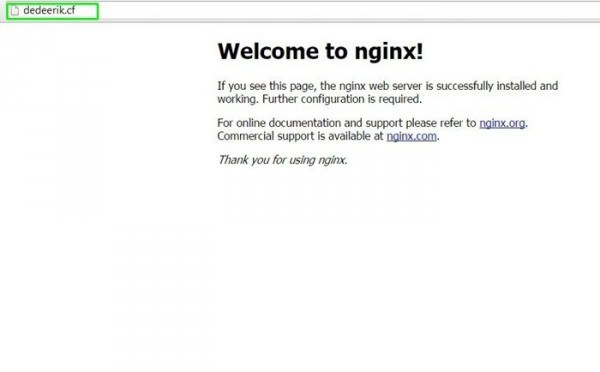 dedeerik.cf
Welcome to nginx!
If you see this page, the nginx web server is successfully installed and
working. Further configuration is required.
For online documentation and support please refer to nginx.org.
Commercial support is available at nginx.com.
Thank you for using nginx.